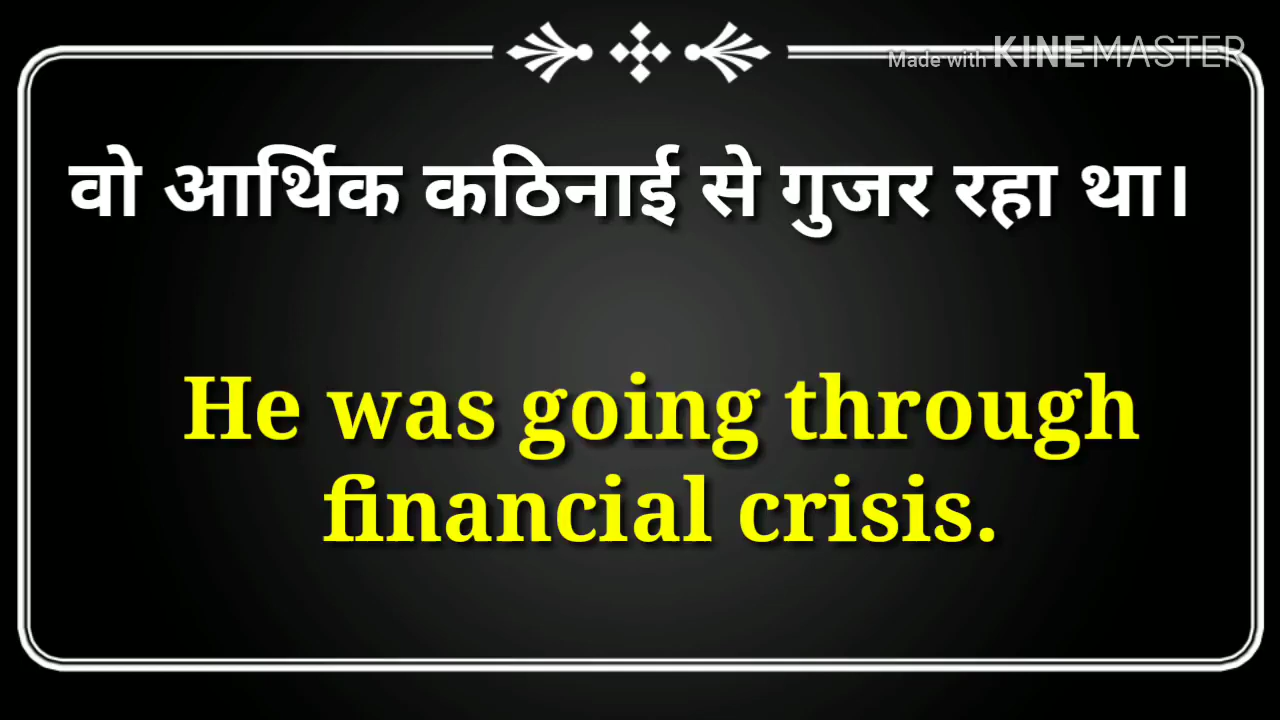 Made with KINEMASTER
वो आर्थिक कठिनाई से गुजर रहा था।
He was going through
financial crisis.